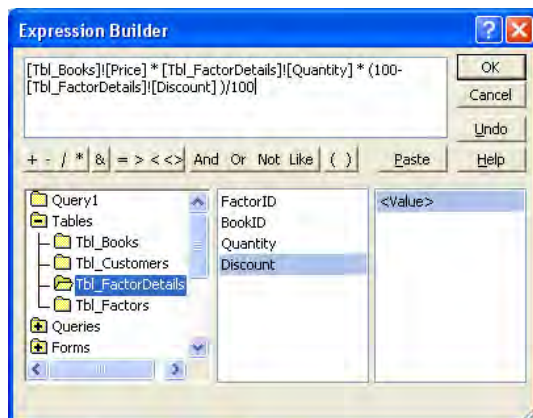 Expression Builder
[Tbl_Books]![Price] * [Tbl_FactorDetails]![Quantity] * (100-
[Tbl_FactorDetails]![Discount] )/100
OK
Cancel
Undo
+ - / * & = > < <> And Or Not Like ( ) Paste Help
Query1
Tables
Tbl_Books
Tbl_Customers
Tbl_FactorDetails
Tbl_Factors
Queries
Forms
FactorID
BookID
Quantity
Discount
<Value>